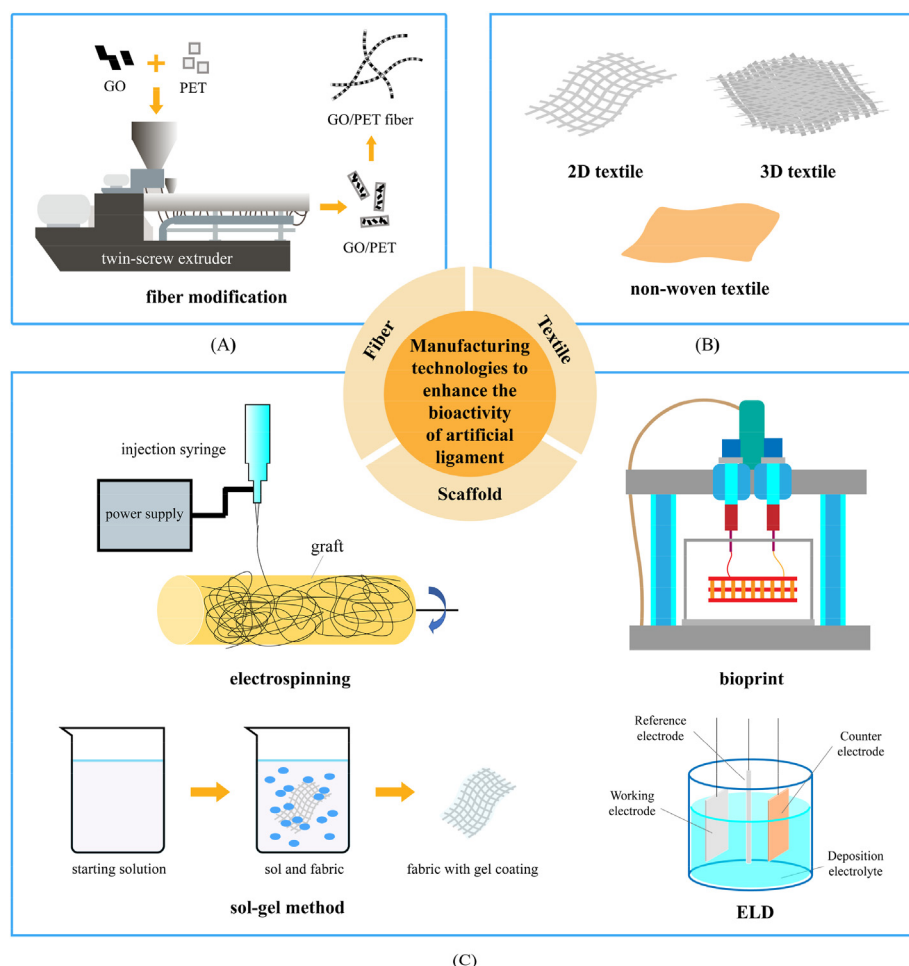 GO
PET
GO/PET fiber
GO/PET
twin-screw extruder
fiber modification
(A)
2D textile
3D textile
non-woven textile
(B)
Fiber
Textile
Scaffold
Manufacturing
technologies to
enhance the
bioactivity
of artificial
ligament
injection syringe
power supply
graft
electrospinning
bioprint
starting solution
sol and fabric
fabric with gel coating
sol-gel method
Reference
electrode
Counter
electrode
Working
electrode
Deposition
electrolyte
ELD
(C)